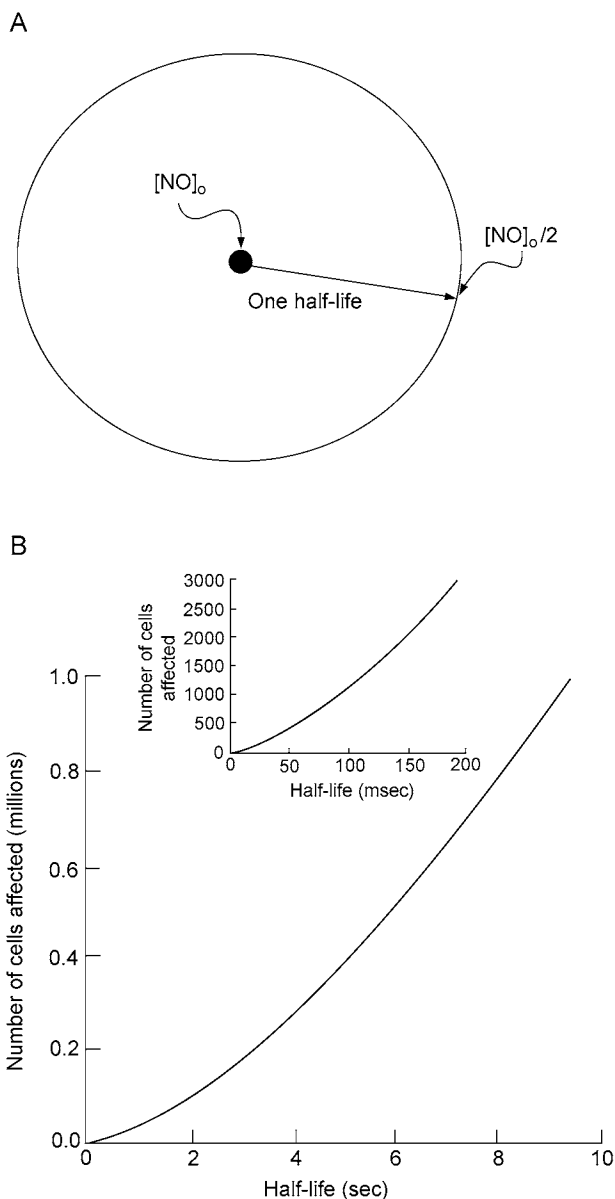 A
[NO]o
[NO]o/2
One half-life
B
Number of cells
affected
3000
2500
2000
1500
1000
500
0
0 50 100 150 200
Half-life (msec)
Number of cells affected (millions)
1.0
0.8
0.6
0.4
0.2
0.0
0 2 4 6 8 10
Half-life (sec)